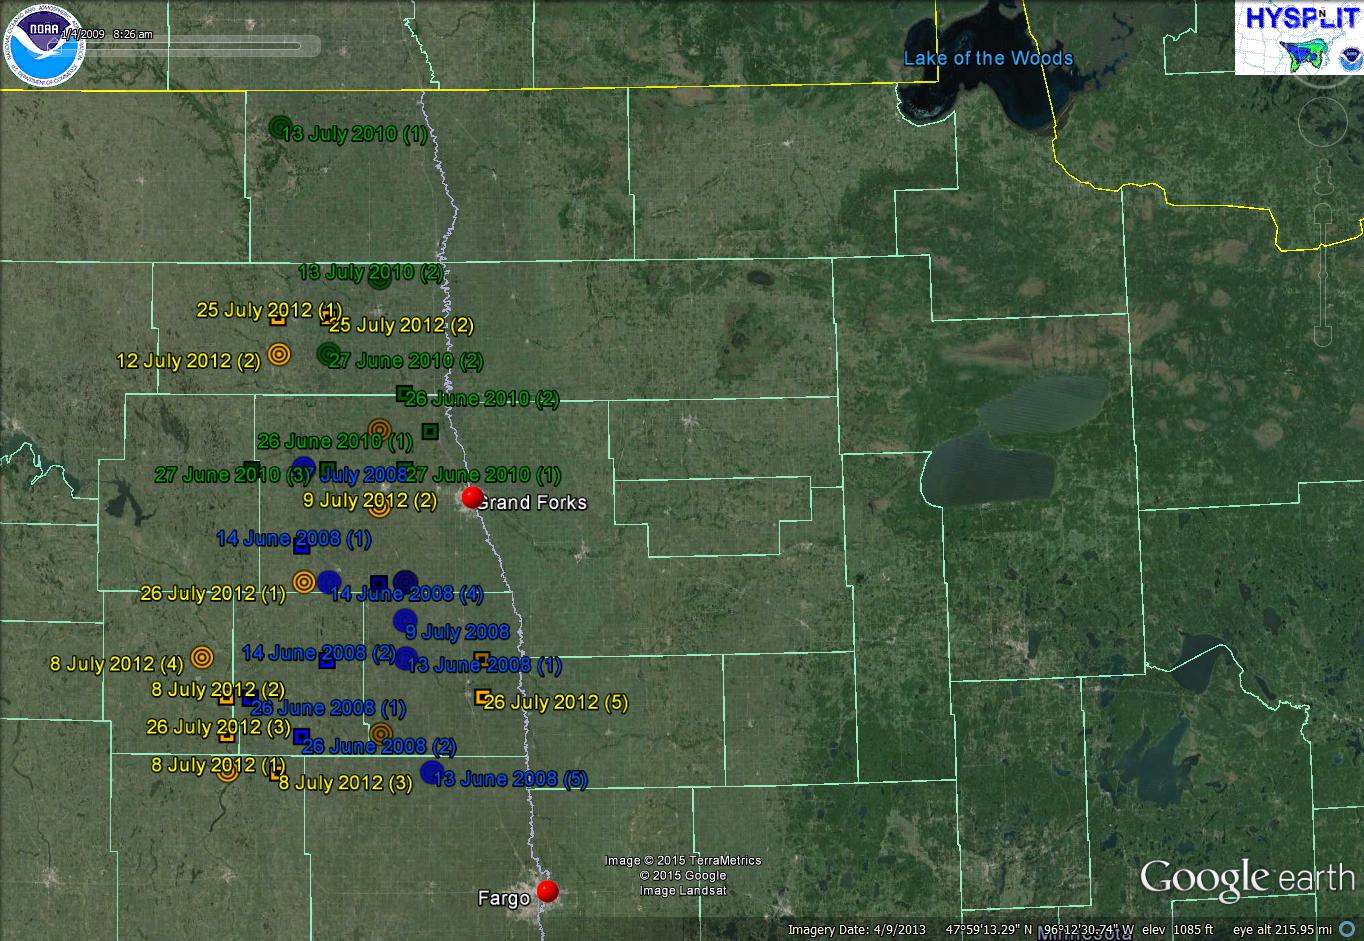 NOAA
1/4/2009 8:26 am
HYSPLIT
N
Lake of the Woods
13 July 2010 (1)
13 July 2010 (2)
25 July 2012 (1)
25 July 2012 (2)
12 July 2012 (2)
27 June 2010 (2)
26 June 2010 (2)
26 June 2010 (1)
27 June 2010 (3)
July 2008
27 June 2010 (1)
9 July 2012 (2)
Grand Forks
14 June 2008 (1)
26 July 2012 (1)
14 June 2008 (4)
9 July 2008
14 June 2008 (2)
8 July 2012 (4)
13 June 2008 (1)
8 July 2012 (2)
26 June 2008 (1)
26 July 2012 (5)
26 July 2012 (3)
26 June 2008 (2)
8 July 2012 (1)
8 July 2012 (3)
13 June 2008 (5)
Image © 2015 TerraMetrics
© 2015 Google
Image Landsat
Fargo
Google earth
Minnesota
Imagery Date: 4/9/2013 47°59'13.29" N 96°12'30.74" W elev 1085 ft eye alt 215.95 mi